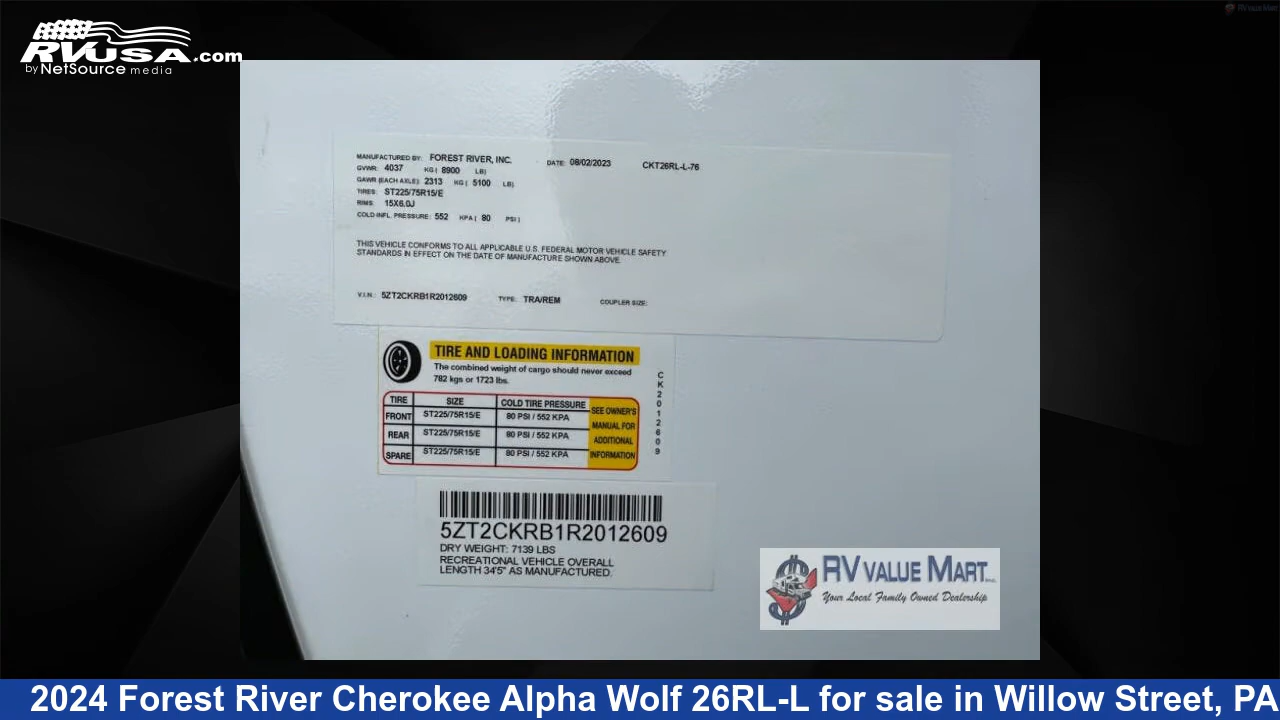 RV VALUE MART
RVUSA.com
by NetSource media
MANUFACTURED BY: FOREST RIVER, INC. DATE: 08/02/2023 CKT26RL-L-76
GVWR: 4037 KG ( 8900 LB)
GAWR (EACH AXLE): 2313 KG ( 5100 LB)
TIRES: ST225/75R15/E
RIMS: 15X6.0J
COLD INFL. PRESSURE: 552 KPA ( 80 PSI )
THIS VEHICLE CONFORMS TO ALL APPLICABLE U.S. FEDERAL MOTOR VEHICLE SAFETY
STANDARDS IN EFFECT ON THE DATE OF MANUFACTURE SHOWN ABOVE.
V.I.N.: 5ZT2CKRB1R2012609 TYPE: TRA/REM COUPLER SIZE:
TIRE AND LOADING INFORMATION
The combined weight of cargo should never exceed
782 kgs or 1723 lbs.
TIRE SIZE COLD TIRE PRESSURE SEE OWNER'S
FRONT ST225/75R15/E 80 PSI / 552 KPA MANUAL FOR
REAR ST225/75R15/E 80 PSI / 552 KPA ADDITIONAL
SPARE ST225/75R15/E 80 PSI / 552 KPA INFORMATION
CK2012609
5ZT2CKRB1R2012609
DRY WEIGHT: 7139 LBS
RECREATIONAL VEHICLE OVERALL
LENGTH 34'5" AS MANUFACTURED.
RV VALUE MART INC.
Your Local Family Owned Dealership
2024 Forest River Cherokee Alpha Wolf 26RL-L for sale in Willow Street, PA